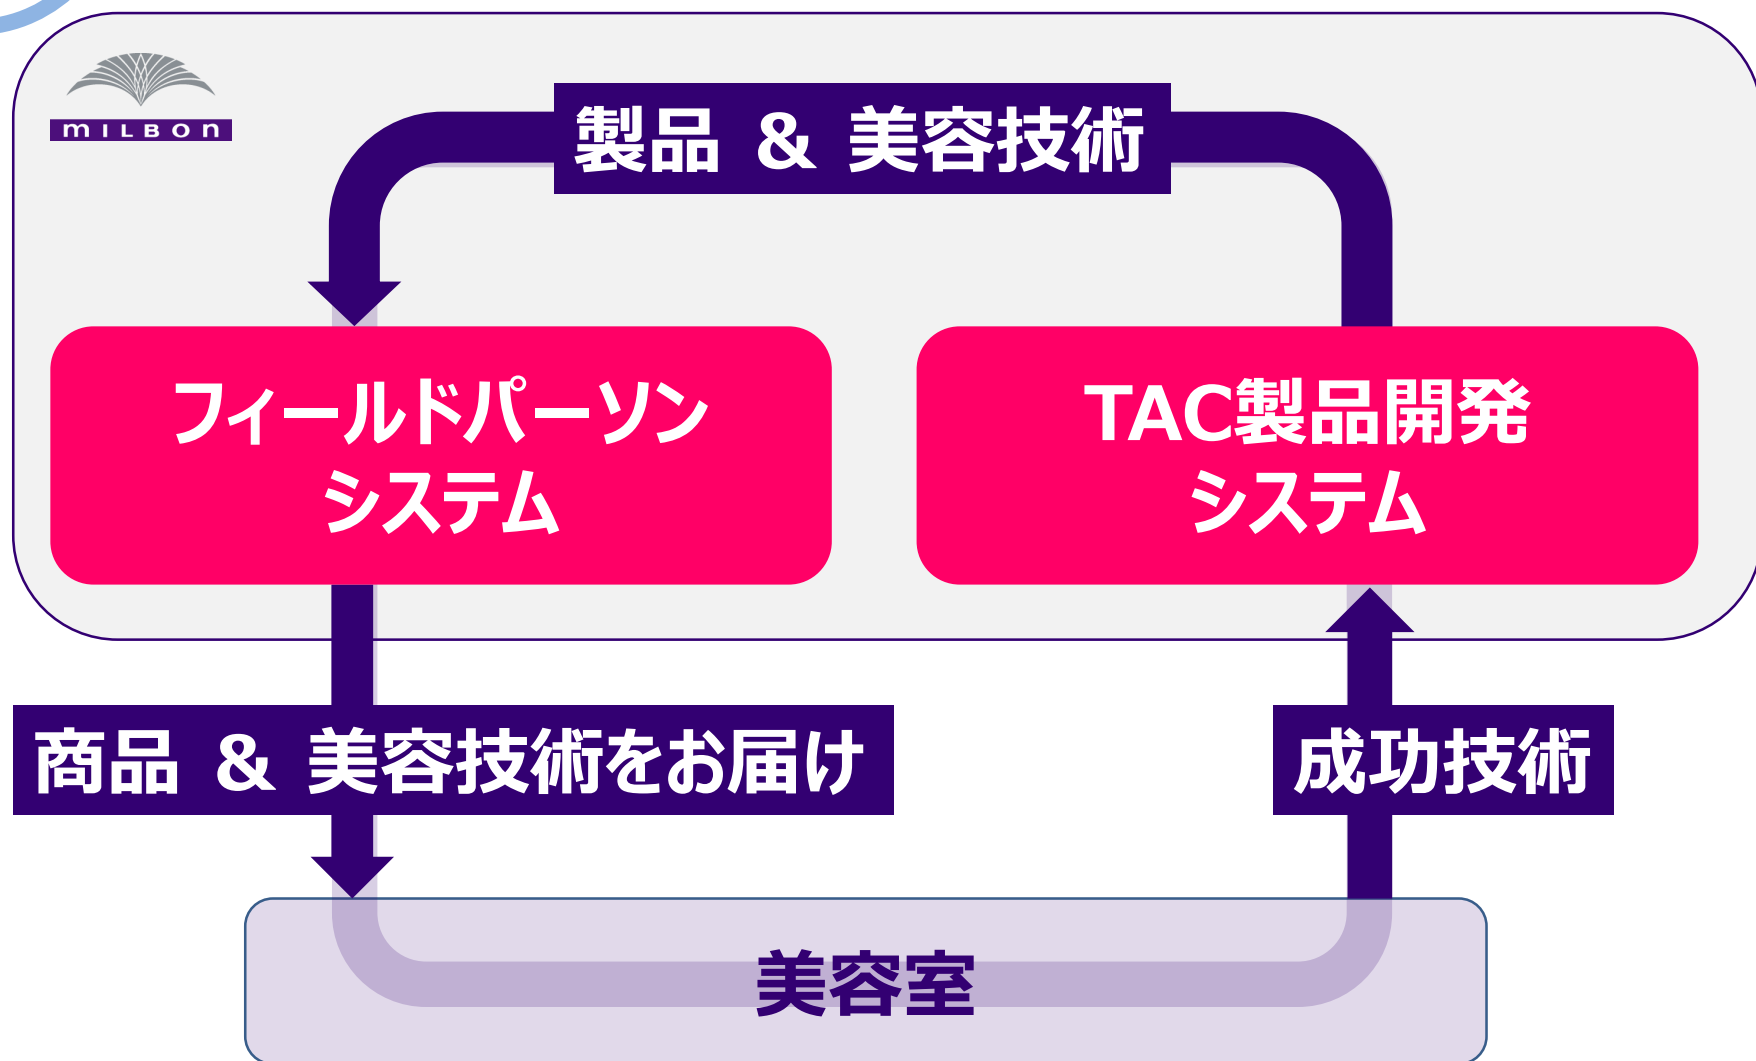 milbon
製品 & 美容技術
フィールドパーソン
システム
TAC製品開発
システム
商品 & 美容技術をお届け
成功技術
美容室